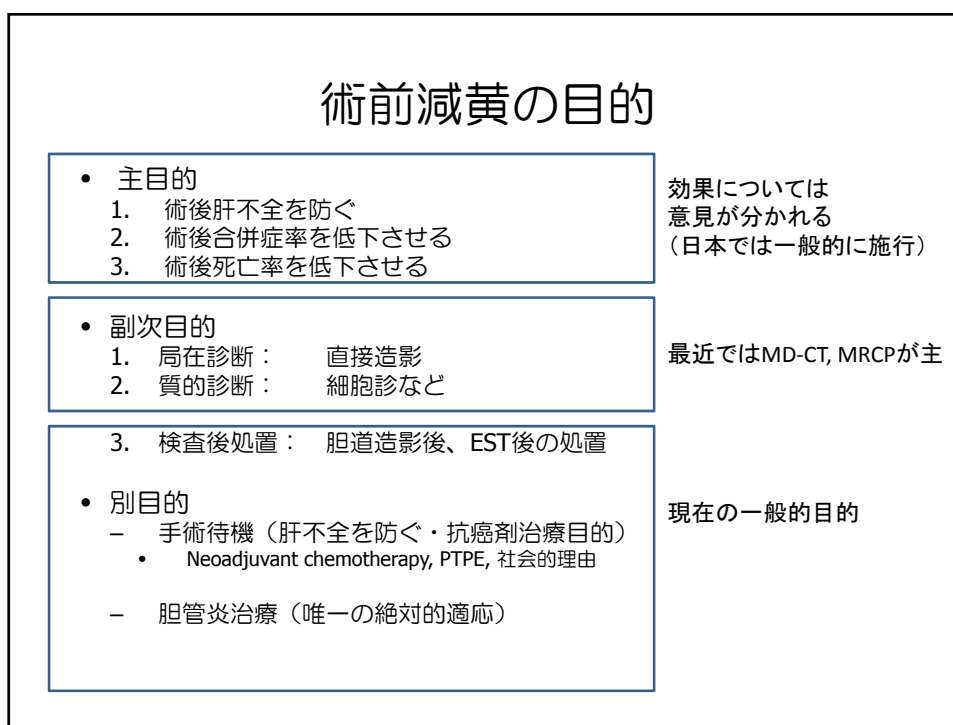 術前減黄の目的
• 主目的
1. 術後肝不全を防ぐ
2. 術後合併症率を低下させる
3. 術後死亡率を低下させる
効果については
意見が分かれる
（日本では一般的に施行）
• 副次目的
1. 局在診断： 直接造影
2. 質的診断： 細胞診など
最近ではMD-CT, MRCPが主
3. 検査後処置： 胆道造影後、EST後の処置
• 別目的
– 手術待機（肝不全を防ぐ・抗癌剤治療目的）
• Neoadjuvant chemotherapy, PTPE, 社会的理由
– 胆管炎治療（唯一の絶対的適応）
現在の一般的目的